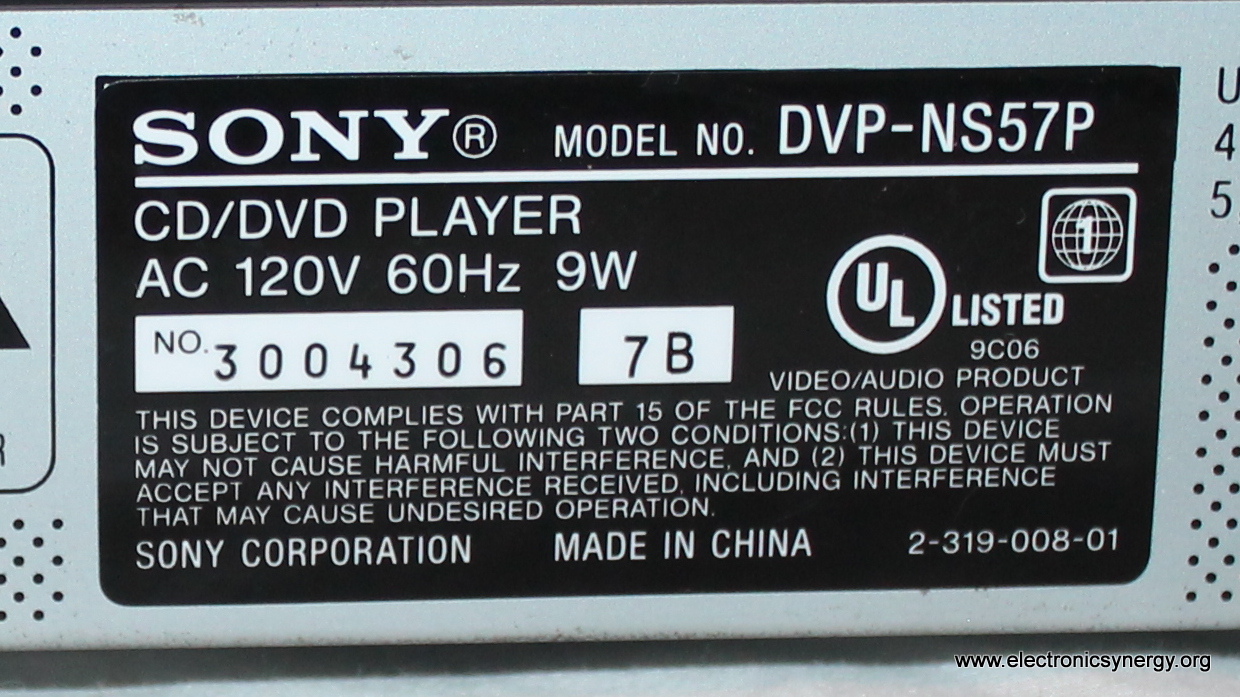 SONY® MODEL NO. DVP-NS57P
CD/DVD PLAYER
AC 120V 60Hz 9W
1
UL LISTED
NO. 3004306 7B
9C06
VIDEO/AUDIO PRODUCT
THIS DEVICE COMPLIES WITH PART 15 OF THE FCC RULES. OPERATION
IS SUBJECT TO THE FOLLOWING TWO CONDITIONS:(1) THIS DEVICE
MAY NOT CAUSE HARMFUL INTERFERENCE, AND (2) THIS DEVICE MUST
ACCEPT ANY INTERFERENCE RECEIVED, INCLUDING INTERFERENCE
THAT MAY CAUSE UNDESIRED OPERATION.
SONY CORPORATION MADE IN CHINA 2-319-008-01
www.electronicsynergy.org